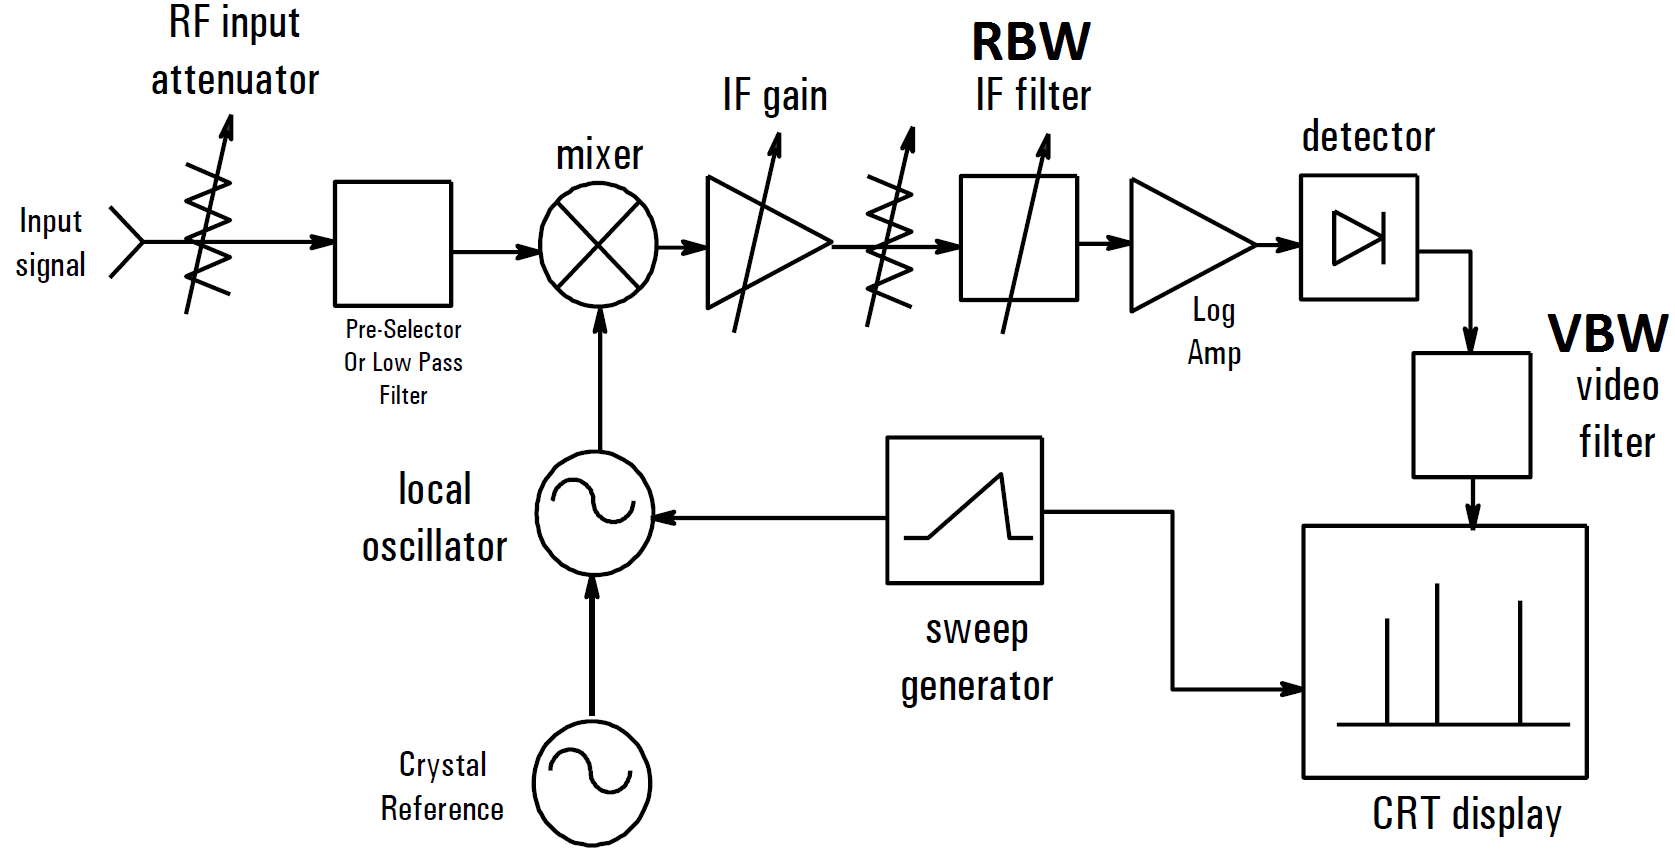 RF input
attenuator
Input
signal
Pre-Selector
Or Low Pass
Filter
mixer
IF gain
RBW
IF filter
Log
Amp
detector
VBW
video
filter
local
oscillator
sweep
generator
Crystal
Reference
CRT display